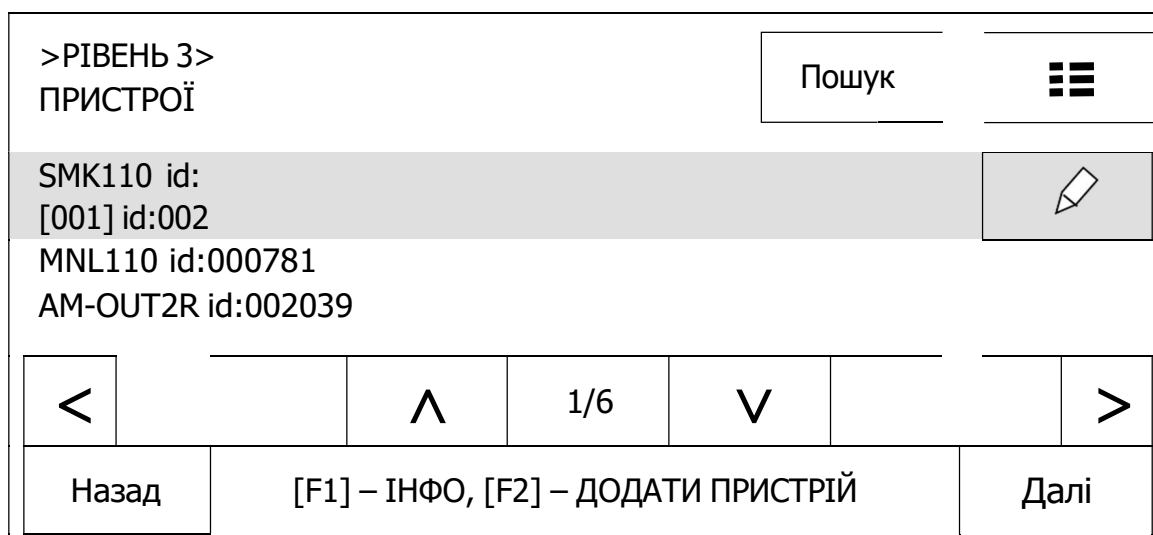 >РІВЕНЬ 3>
ПРИСТРОЇ
Пошук
SMK110 id:
[001] id:002
MNL110 id:000781
AM-OUT2R id:002039
< ᐱ 1/6 ᐯ >
Назад [F1] – ІНФО, [F2] – ДОДАТИ ПРИСТРІЙ Далі